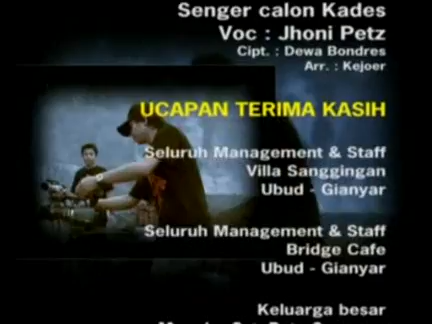 Senger calon Kades
Voc : Jhoni Petz
Cipt. : Dewa Bondres
Arr. : Kejoer
UCAPAN TERIMA KASIH
Seluruh Management & Staff
Villa Sanggingan
Ubud - Gianyar
Seluruh Management & Staff
Bridge Cafe
Ubud - Gianyar
Keluarga besar